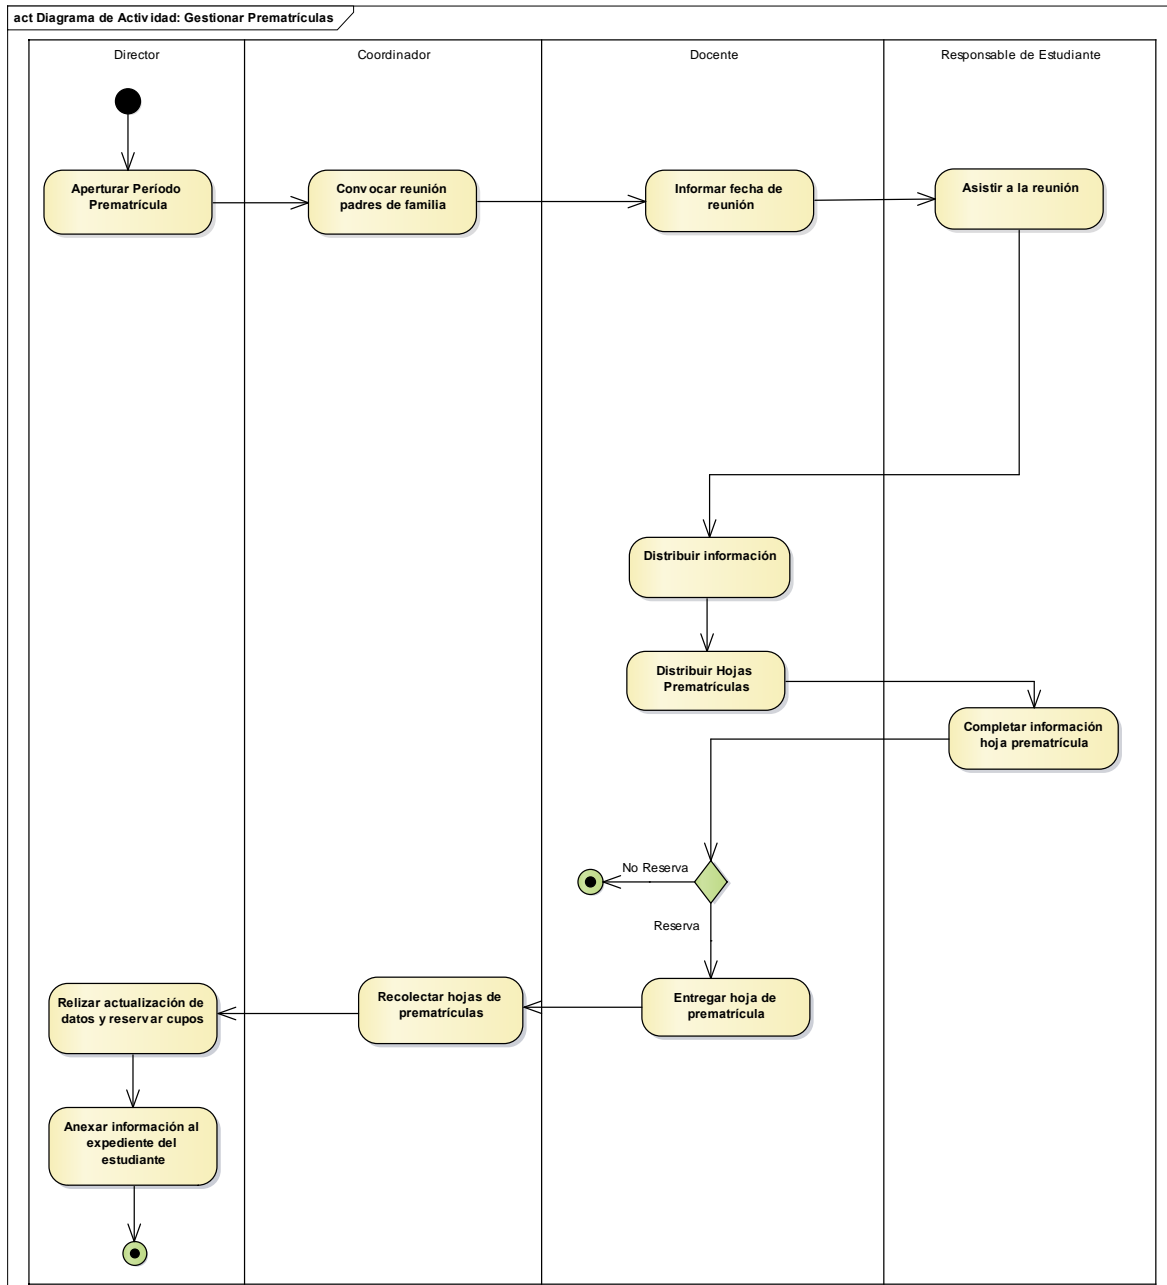 act Diagrama de Actividad: Gestionar Prematrículas
Director
Coordinador
Docente
Responsable de Estudiante
Aperturar Período
Prematrícula
Convocar reunión
padres de familia
Informar fecha de
reunión
Asistir a la reunión
Distribuir información
Distribuir Hojas
Prematrículas
Completar información
hoja prematrícula
No Reserva
Reserva
Entregar hoja de
prematrícula
Recolectar hojas de
prematrículas
Relizar actualización de
datos y reservar cupos
Anexar información al
expediente del
estudiante